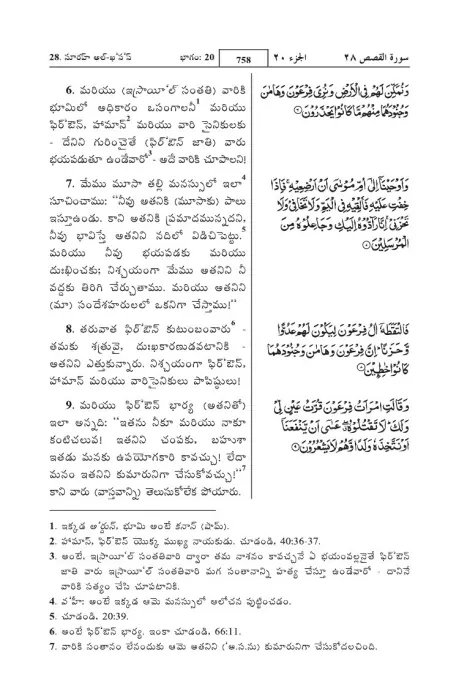 28. సూరహ్ అల్-ఖ'స'స్ భాగం: 20 758 الجزء ٢٠ سورة القصص ٢٨
6. మరియు (ఇస్రాయీ'ల్ సంతతి) వారికి
భూమిలో అధికారం ఒసంగాలనీ1 మరియు
ఫిర్'ఔన్, హామాన్2 మరియు వారి సైనికులకు
- దేనిని గురించైతే (ఫిర్'ఔన్ జాతి) వారు
భయపడుతూ ఉండేవారో3 - అదే వారికి చూపాలని!
وَنُمَكِّنَ لَهُمْ فِي الْأَرْضِ وَنُرِيَ فِرْعَوْنَ وَهَامَٰنَ
وَجُنُودَهُمَا مِنْهُم مَّا كَانُوا يَحْذَرُونَ ۝
7. మేము మూసా తల్లి మనస్సులో ఇలా4
సూచించాము: "నీవు అతనికి (మూసాకు) పాలు
ఇస్తూండు. కాని అతనికి ప్రమాదమున్నదని,
నీవు భావిస్తే అతనిని నదిలో విడిచిపెట్టు.5
మరియు నీవు భయపడకు మరియు
దుఃఖించకు; నిశ్చయంగా మేము అతనిని నీ
వద్దకు తిరిగి చేర్చుతాము. మరియు అతనిని
(మా) సందేశహరులలో ఒకనిగా చేస్తాము!"
وَأَوْحَيْنَا إِلَىٰ أُمِّ مُوسَىٰ أَنْ أَرْضِعِيهِ ۚ فَإِذَا
خِفْتِ عَلَيْهِ فَأَلْقِيهِ فِي الْيَمِّ وَلَا تَخَافِي وَلَا
تَحْزَنِي ۚ إِنَّا رَادُّوهُ إِلَيْكِ وَجَاعِلُوهُ مِنَ
الْمُرْسَلِينَ ۝
8. తరువాత ఫిర్'ఔన్ కుటుంబంవారు6 -
తమకు శత్రువై, దుఃఖకారణుడవటానికి -
అతనిని ఎత్తుకున్నారు. నిశ్చయంగా ఫిర్'ఔన్,
హామాన్ మరియు వారిసైనికులు పాపిష్ఠులు!
فَالْتَقَطَهُ آلُ فِرْعَوْنَ لِيَكُونَ لَهُمْ عَدُوًّا
وَحَزَنًا ۗ إِنَّ فِرْعَوْنَ وَهَامَٰنَ وَجُنُودَهُمَا
كَانُوا خَاطِئِينَ ۝
9. మరియు ఫిర్'ఔన్ భార్య (అతనితో)
ఇలా అన్నది: "ఇతను నీకూ మరియు నాకూ
కంటిచలువ! ఇతనిని చంపకు, బహుశా
ఇతడు మనకు ఉపయోగకారి కావచ్చు! లేదా
మనం ఇతనిని కుమారునిగా చేసుకోవచ్చు!"7
కాని వారు (వాస్తవాన్ని) తెలుసుకోలేక పోయారు.
وَقَالَتِ امْرَأَتُ فِرْعَوْنَ قُرَّتُ عَيْنٍ لِّي
وَلَكَ ۖ لَا تَقْتُلُوهُ عَسَىٰ أَن يَنفَعَنَا
أَوْ نَتَّخِذَهُ وَلَدًا وَهُمْ لَا يَشْعُرُونَ ۝
1. ఇక్కడ అ'ర్దున్, భూమి అంటే కనాన్ (షామ్).
2. హామాన్, ఫిర్'ఔన్ యొక్క ముఖ్య నాయకుడు. చూడండి, 40:36-37.
3. అంటే, ఇస్రాయీ'ల్ సంతతివారి ద్వారా తమ నాశనం కావచ్చనే ఏ భయంవల్లనైతే ఫిర్'ఔన్
జాతి వారు ఇస్రాయీ'ల్ సంతతివారి మగ సంతానాన్ని హత్య చేస్తూ ఉండేవారో - దానినే
వారికి సత్యం చేసి చూపటానికి.
4. వ'హీ: అంటే ఇక్కడ ఆమె మనస్సులో ఆలోచన పుట్టించడం.
5. చూడండి, 20:39.
6. అంటే ఫిర్'ఔన్ భార్య. ఇంకా చూడండి, 66:11.
7. వారికి సంతానం లేనందుకు ఆమె అతనిని ('అ.స.ను) కుమారునిగా చేసుకోదలచింది.